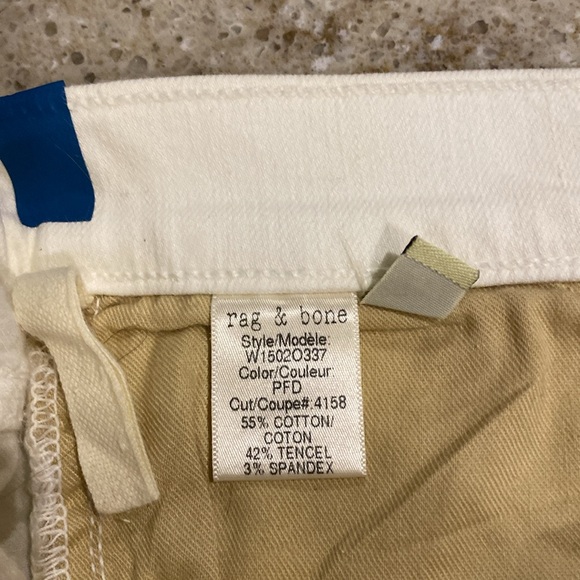 rag & bone
Style/Modèle:
W1502O337
Color/Couleur:
PFD
Cut/Coupe#:4158
55% COTTON/
COTON
42% TENCEL
3% SPANDEX